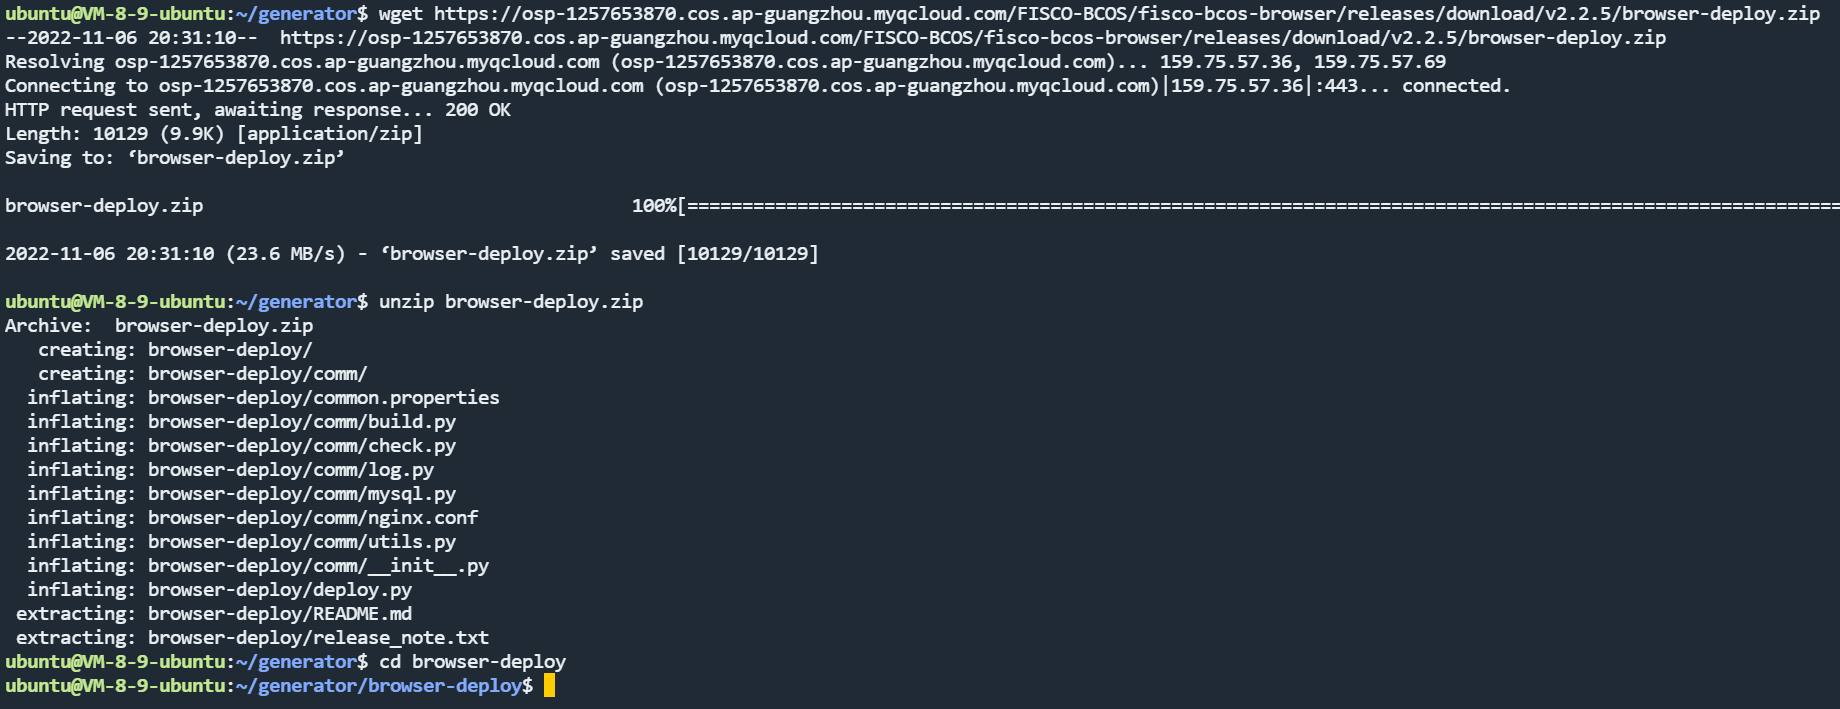 ubuntu@VM-8-9-ubuntu:~/generator$ wget https://osp-1257653870.cos.ap-guangzhou.myqcloud.com/FISCO-BCOS/fisco-bcos-browser/releases/download/v2.2.5/browser-deploy.zip
--2022-11-06 20:31:10--  https://osp-1257653870.cos.ap-guangzhou.myqcloud.com/FISCO-BCOS/fisco-bcos-browser/releases/download/v2.2.5/browser-deploy.zip
Resolving osp-1257653870.cos.ap-guangzhou.myqcloud.com (osp-1257653870.cos.ap-guangzhou.myqcloud.com)... 159.75.57.36, 159.75.57.69
Connecting to osp-1257653870.cos.ap-guangzhou.myqcloud.com (osp-1257653870.cos.ap-guangzhou.myqcloud.com)|159.75.57.36|:443... connected.
HTTP request sent, awaiting response... 200 OK
Length: 10129 (9.9K) [application/zip]
Saving to: ‘browser-deploy.zip’
browser-deploy.zip 100%[=========================================================================================================
2022-11-06 20:31:10 (23.6 MB/s) - ‘browser-deploy.zip’ saved [10129/10129]
ubuntu@VM-8-9-ubuntu:~/generator$ unzip browser-deploy.zip
Archive:  browser-deploy.zip
   creating: browser-deploy/
   creating: browser-deploy/comm/
  inflating: browser-deploy/common.properties
  inflating: browser-deploy/comm/build.py
  inflating: browser-deploy/comm/check.py
  inflating: browser-deploy/comm/log.py
  inflating: browser-deploy/comm/mysql.py
  inflating: browser-deploy/comm/nginx.conf
  inflating: browser-deploy/comm/utils.py
  inflating: browser-deploy/comm/__init__.py
  inflating: browser-deploy/deploy.py
 extracting: browser-deploy/README.md
 extracting: browser-deploy/release_note.txt
ubuntu@VM-8-9-ubuntu:~/generator$ cd browser-deploy
ubuntu@VM-8-9-ubuntu:~/generator/browser-deploy$